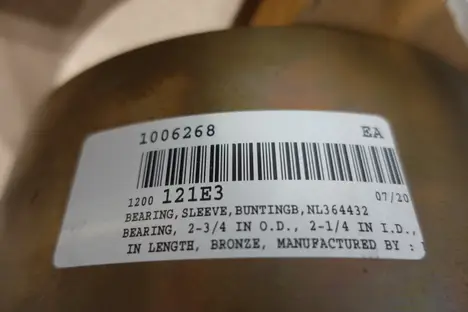 1006268 EA
1200 121E3 07/20
BEARING,SLEEVE,BUNTINGB,NL364432
BEARING, 2-3/4 IN O.D., 2-1/4 IN I.D.,
IN LENGTH, BRONZE, MANUFACTURED BY :